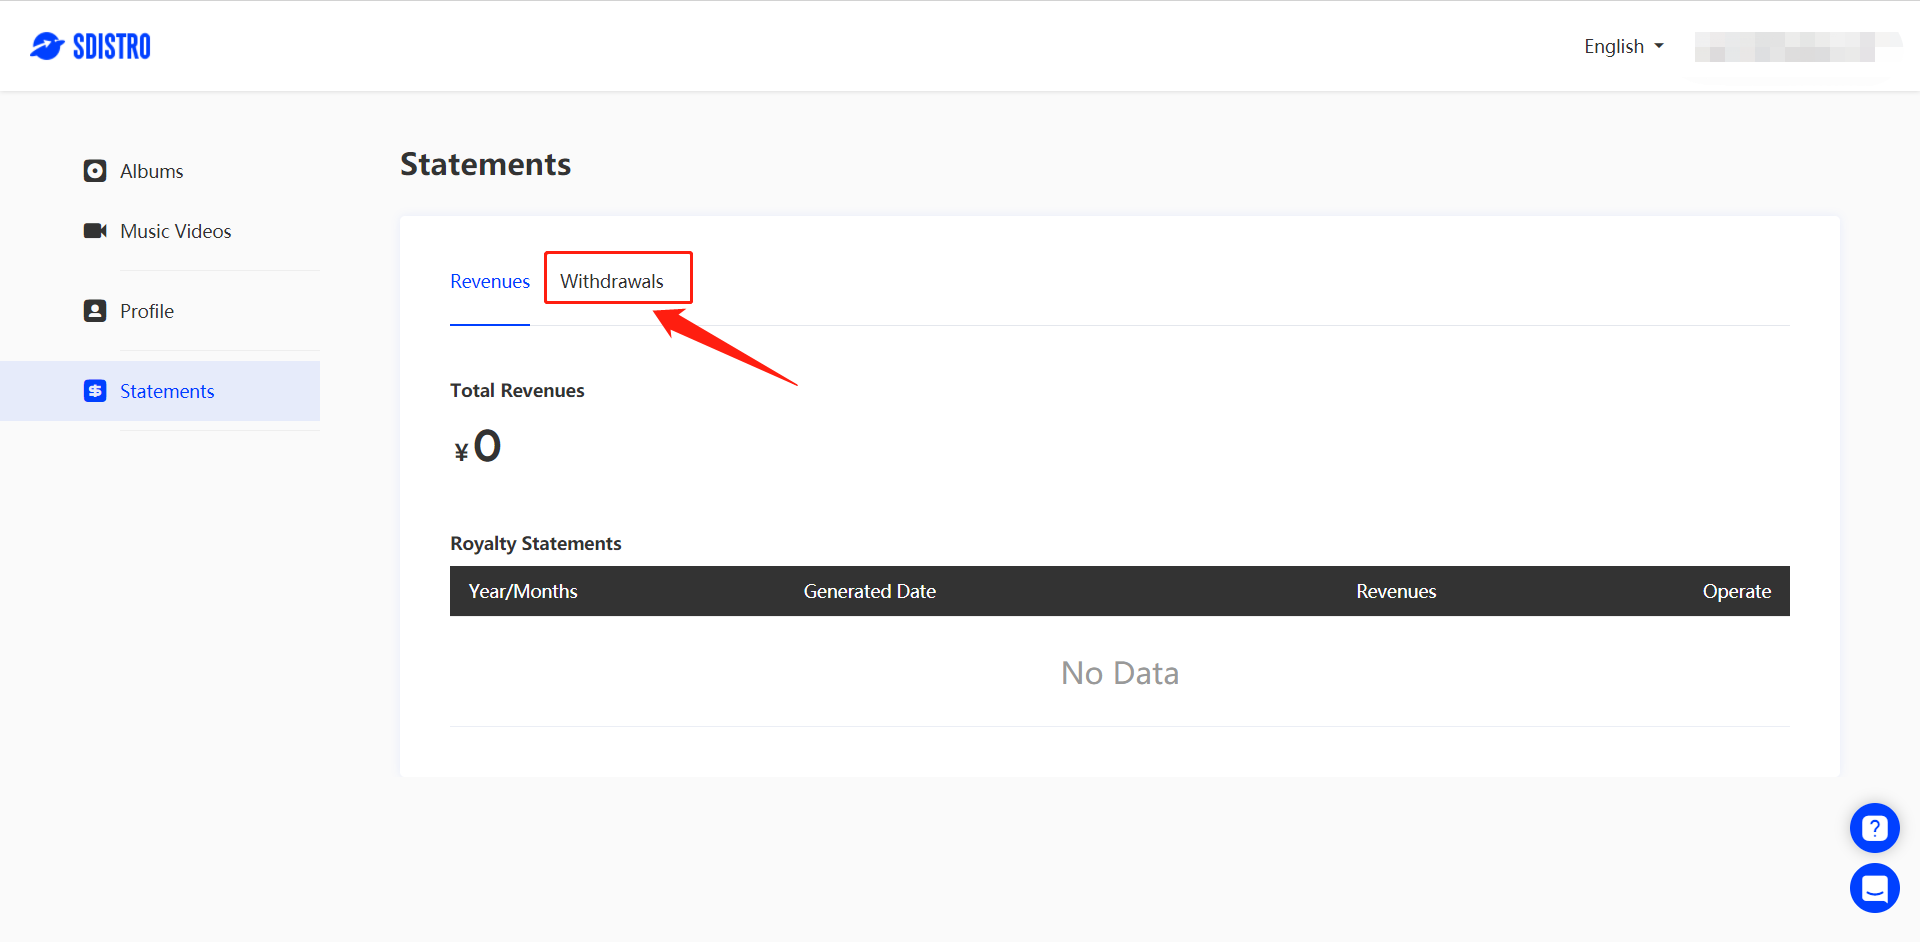 SDISTRO
English
Albums
Music Videos
Profile
Statements
Statements
Revenues Withdrawals
Total Revenues
¥ 0
Royalty Statements
Year/Months Generated Date Revenues Operate
No Data
?